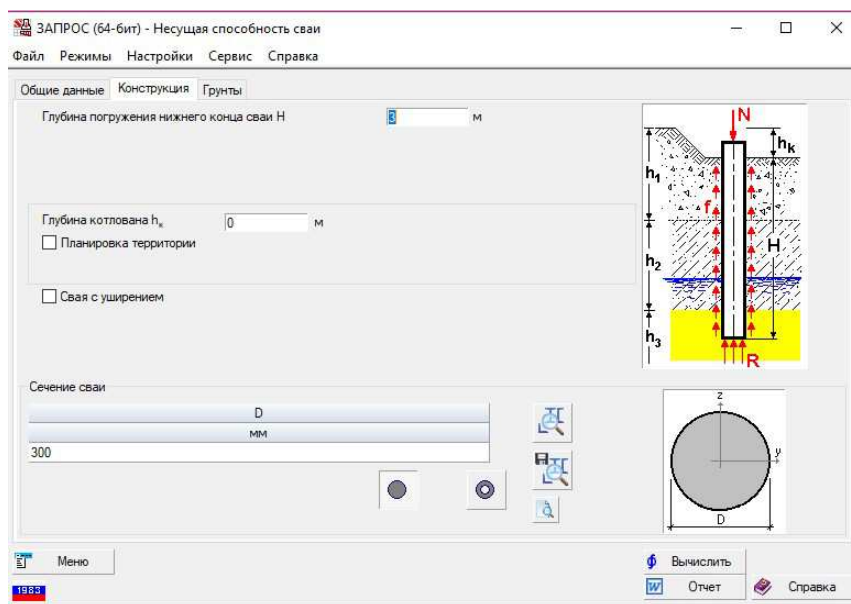 ЗАПРОС (64-бит) - Несущая способность сваи
Файл Режимы Настройки Сервис Справка
Общие данные Конструкция Грунты
Глубина погружения нижнего конца сваи H 3 м
Глубина котлована hк 0 м
Планировка территории
Свая с уширением
N
hk
h1
f
H
h2
h3
R
Сечение сваи
D
мм
300
z
y
D
Меню
Вычислить
1983
W Отчет
Справка